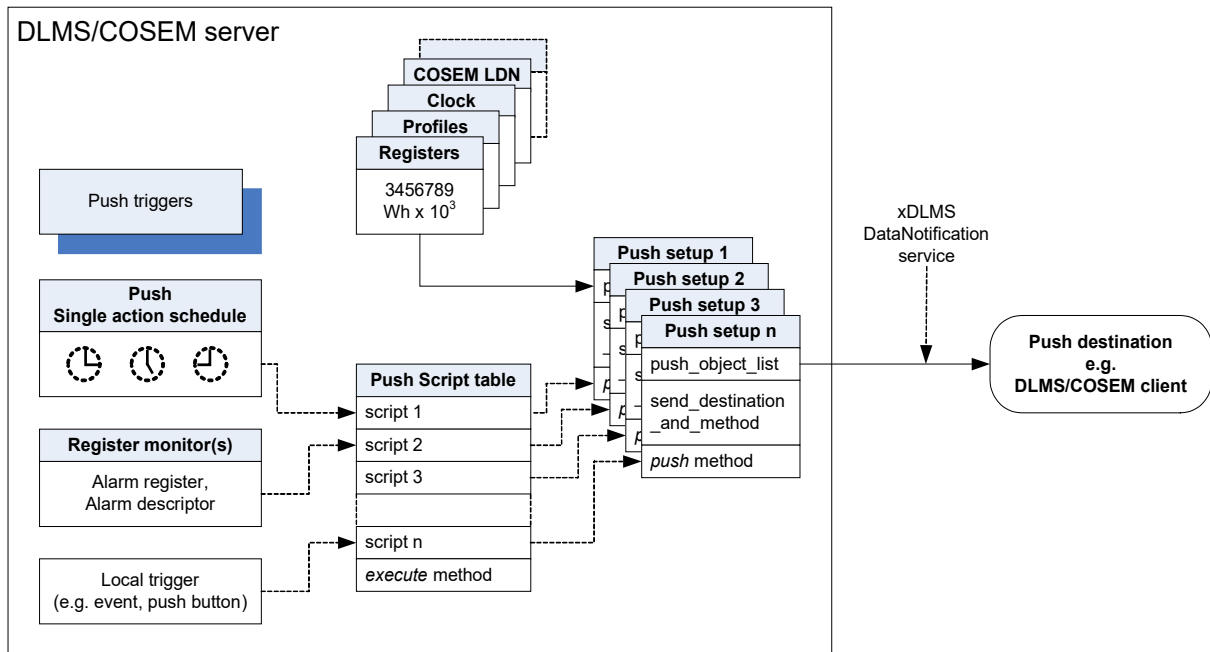 DLMS/COSEM server
COSEM LDN
Clock
Profiles
Registers
3456789
Wh x 10³
Push triggers
Push
Single action schedule
Register monitor(s)
Alarm register,
Alarm descriptor
Local trigger
(e.g. event, push button)
Push Script table
script 1
script 2
script 3
script n
execute method
Push setup 1
p
s
_
p
Push setup 2
p
s
_
p
Push setup 3
p
s
_
p
Push setup n
push_object_list
send_destination
_and_method
push method
xDLMS
DataNotification
service
Push destination
e.g.
DLMS/COSEM client